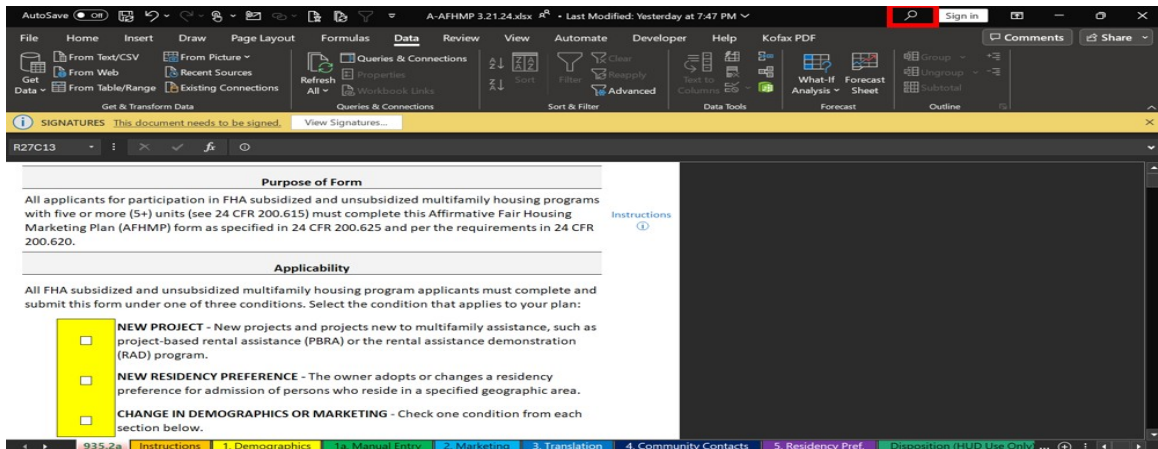 AutoSave Off A-AFHMP 3.21.24.xlsx • Last Modified: Yesterday at 7:47 PM Sign in
File Home Insert Draw Page Layout Formulas Data Review View Automate Developer Help Kofax PDF Comments Share
Get Data
From Text/CSV
From Web
From Table/Range
From Picture
Recent Sources
Existing Connections
Refresh All
Queries & Connections
Properties
Workbook Links
Sort
Filter
Clear
Reapply
Advanced
Text to Columns
What-If Analysis
Forecast Sheet
Group
Ungroup
Subtotal
Get & Transform Data Queries & Connections Sort & Filter Data Tools Forecast Outline
SIGNATURES This document needs to be signed. View Signatures...
R27C13 fx
Purpose of Form
All applicants for participation in FHA subsidized and unsubsidized multifamily housing programs
with five or more (5+) units (see 24 CFR 200.615) must complete this Affirmative Fair Housing
Marketing Plan (AFHMP) form as specified in 24 CFR 200.625 and per the requirements in 24 CFR
200.620.
Instructions
Applicability
All FHA subsidized and unsubsidized multifamily housing program applicants must complete and
submit this form under one of three conditions. Select the condition that applies to your plan:
NEW PROJECT - New projects and projects new to multifamily assistance, such as
project-based rental assistance (PBRA) or the rental assistance demonstration
(RAD) program.
NEW RESIDENCY PREFERENCE - The owner adopts or changes a residency
preference for admission of persons who reside in a specified geographic area.
CHANGE IN DEMOGRAPHICS OR MARKETING - Check one condition from each
section below.
935.2a Instructions 1. Demographics 1a. Manual Entry 2. Marketing 3. Translation 4. Community Contacts 5. Residency Pref. Disposition (HUD Use Only) ...